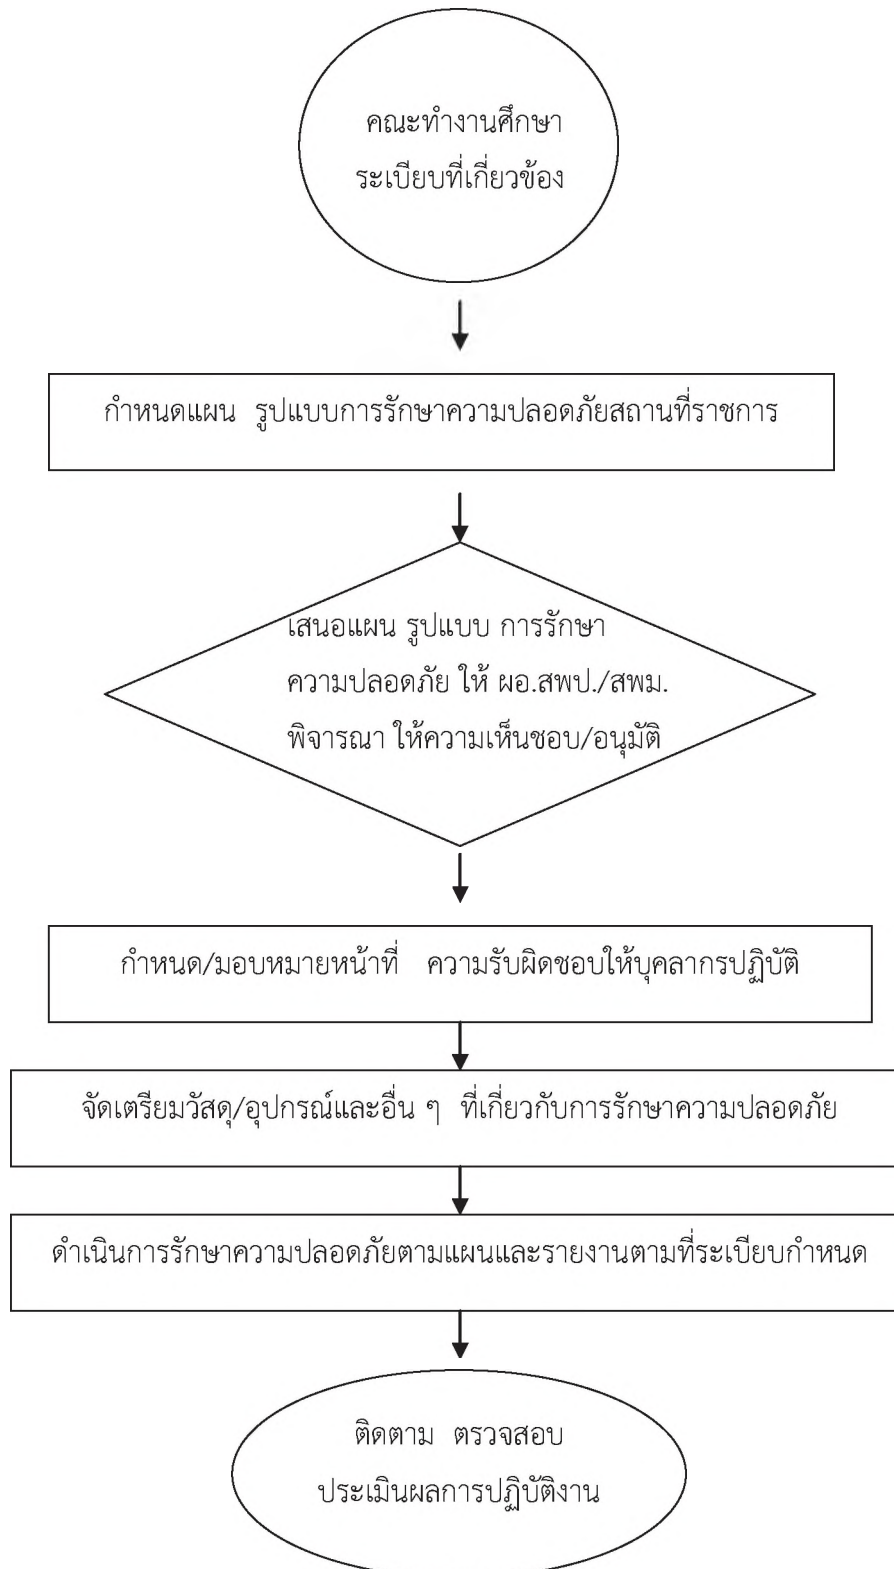 คณะทำงานศึกษา
ระเบียบที่เกี่ยวข้อง
กำหนดแผน รูปแบบการรักษาความปลอดภัยสถานที่ราชการ
เสนอแผน รูปแบบ การรักษา
ความปลอดภัย ให้ ผอ.สพป./สพม.
พิจารณา ให้ความเห็นชอบ/อนุมัติ
กำหนด/มอบหมายหน้าที่ ความรับผิดชอบให้บุคลากรปฏิบัติ
จัดเตรียมวัสดุ/อุปกรณ์และอื่น ๆ ที่เกี่ยวกับการรักษาความปลอดภัย
ดำเนินการรักษาความปลอดภัยตามแผนและรายงานตามที่ระเบียบกำหนด
ติดตาม ตรวจสอบ
ประเมินผลการปฏิบัติงาน